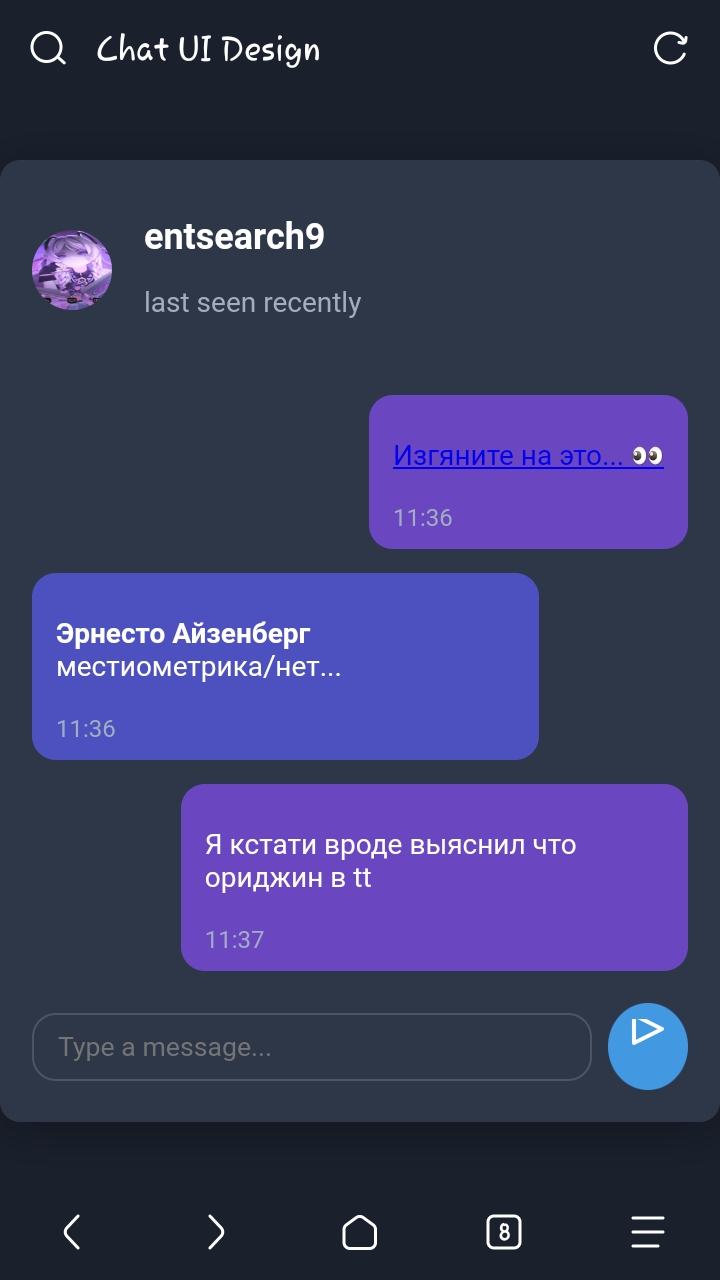 Chat UI Design
entsearch9
last seen recently
Изгяните на это... 👀
11:36
Эрнесто Айзенберг
местиометрика/нет...
11:36
Я кстати вроде выяснил что
ориджин в tt
11:37
Type a message...
8